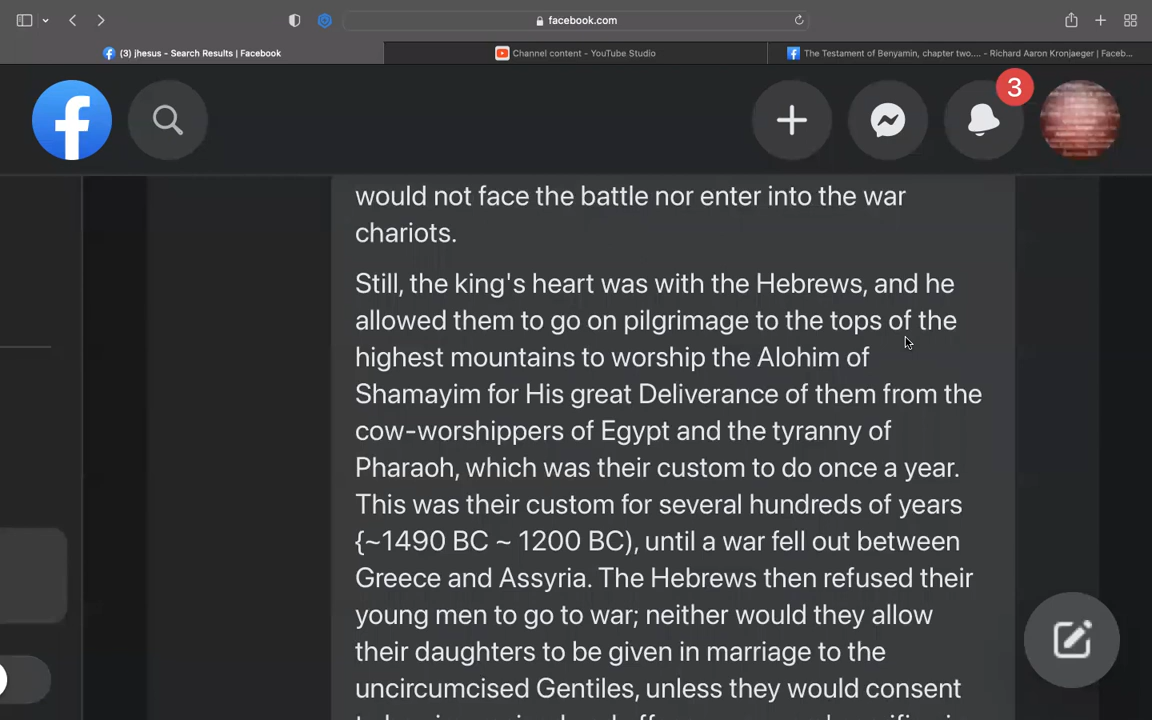 facebook.com
(3) jhesus - Search Results | Facebook
Channel content - YouTube Studio
The Testament of Benyamin, chapter two.... - Richard Aaron Kronjaeger | Faceb...
3
would not face the battle nor enter into the war
chariots.
Still, the king's heart was with the Hebrews, and he
allowed them to go on pilgrimage to the tops of the
highest mountains to worship the Alohim of
Shamayim for His great Deliverance of them from the
cow-worshippers of Egypt and the tyranny of
Pharaoh, which was their custom to do once a year.
This was their custom for several hundreds of years
{~1490 BC ~ 1200 BC), until a war fell out between
Greece and Assyria. The Hebrews then refused their
young men to go to war; neither would they allow
their daughters to be given in marriage to the
uncircumcised Gentiles, unless they would consent